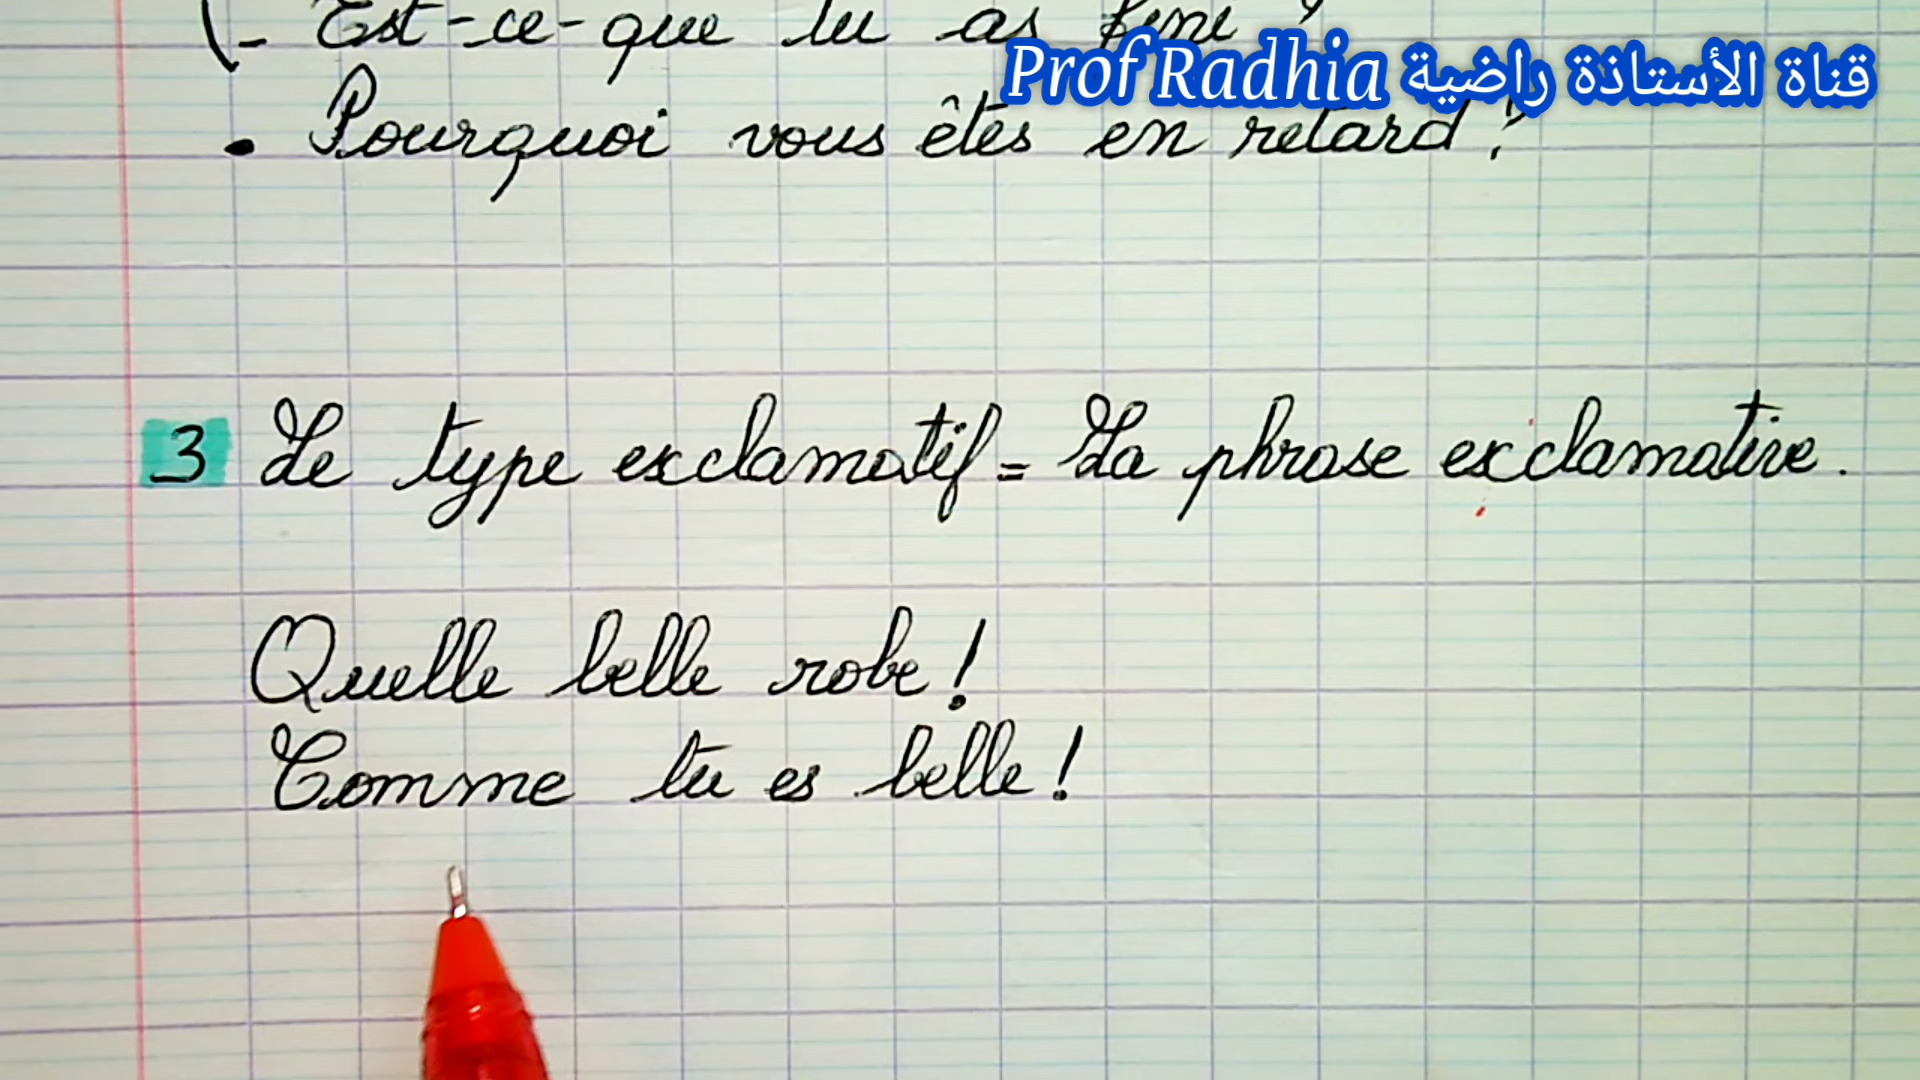 (- Est-ce-que tu as fini ?
Prof Radhia قناة الأستاذة راضية
• Pourquoi vous êtes en retard ?
3 Le type exclamatif = La phrase exclamative.
Quelle belle robe !
Comme tu es belle !